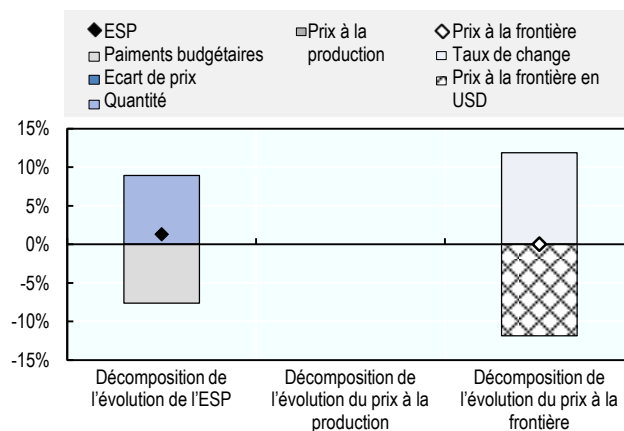 ESP
Paiments budgétaires
Ecart de prix
Quantité
Prix à la
production
Prix à la frontière
Taux de change
Prix à la frontière en
USD
15%
10%
5%
0%
-5%
-10%
-15%
Décomposition de
l'évolution de l'ESP
Décomposition de
l'évolution du prix à la
production
Décomposition de
l'évolution du prix à la
frontière